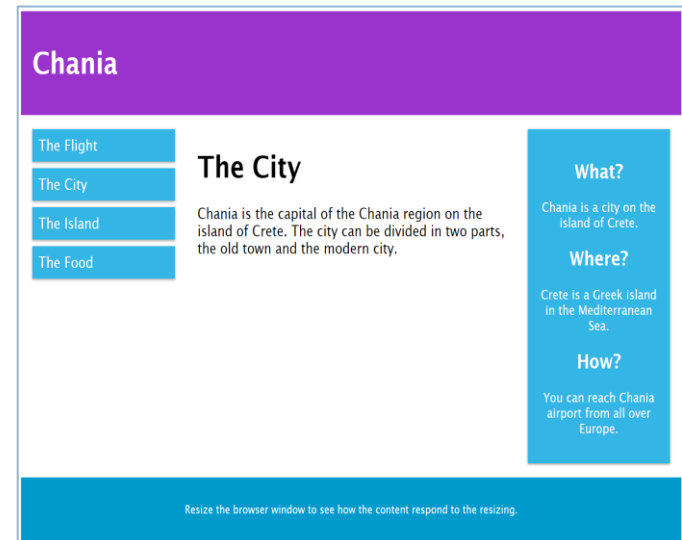 Chania
The Flight
The City
The Island
The Food
The City
Chania is the capital of the Chania region on the
island of Crete. The city can be divided in two parts,
the old town and the modern city.
What?
Chania is a city on the
island of Crete.
Where?
Crete is a Greek island
in the Mediterranean
Sea.
How?
You can reach Chania
airport from all over
Europe.
Resize the browser window to see how the content respond to the resizing.